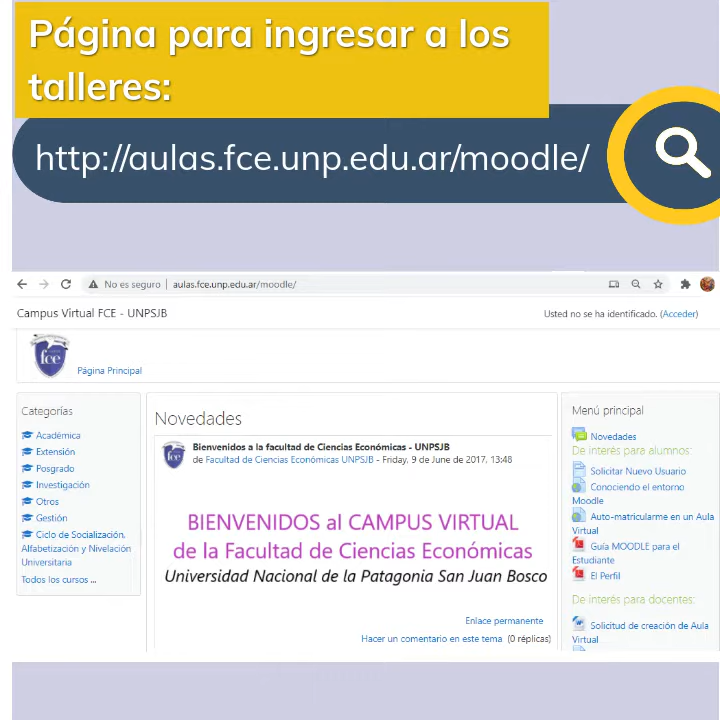 Página para ingresar a los
talleres:
http://aulas.fce.unp.edu.ar/moodle/
No es seguro | aulas.fce.unp.edu.ar/moodle/
Campus Virtual FCE - UNPSJB
Usted no se ha identificado. (Acceder)
fce
Página Principal
Categorías
Académica
Extensión
Posgrado
Investigación
Otros
Gestión
Ciclo de Socialización,
Alfabetización y Nivelación
Universitaria
Todos los cursos ...
Novedades
Bienvenidos a la facultad de Ciencias Económicas - UNPSJB
de Facultad de Ciencias Económicas UNPSJB - Friday, 9 de June de 2017, 13:48
BIENVENIDOS al CAMPUS VIRTUAL
de la Facultad de Ciencias Económicas
Universidad Nacional de la Patagonia San Juan Bosco
Enlace permanente
Hacer un comentario en este tema (0 réplicas)
Menú principal
Novedades
De interés para alumnos:
Solicitar Nuevo Usuario
Conociendo el entorno
Moodle
Auto-matricularme en un Aula
Virtual
Guía MOODLE para el
Estudiante
El Perfil
De interés para docentes:
Solicitud de creación de Aula
Virtual